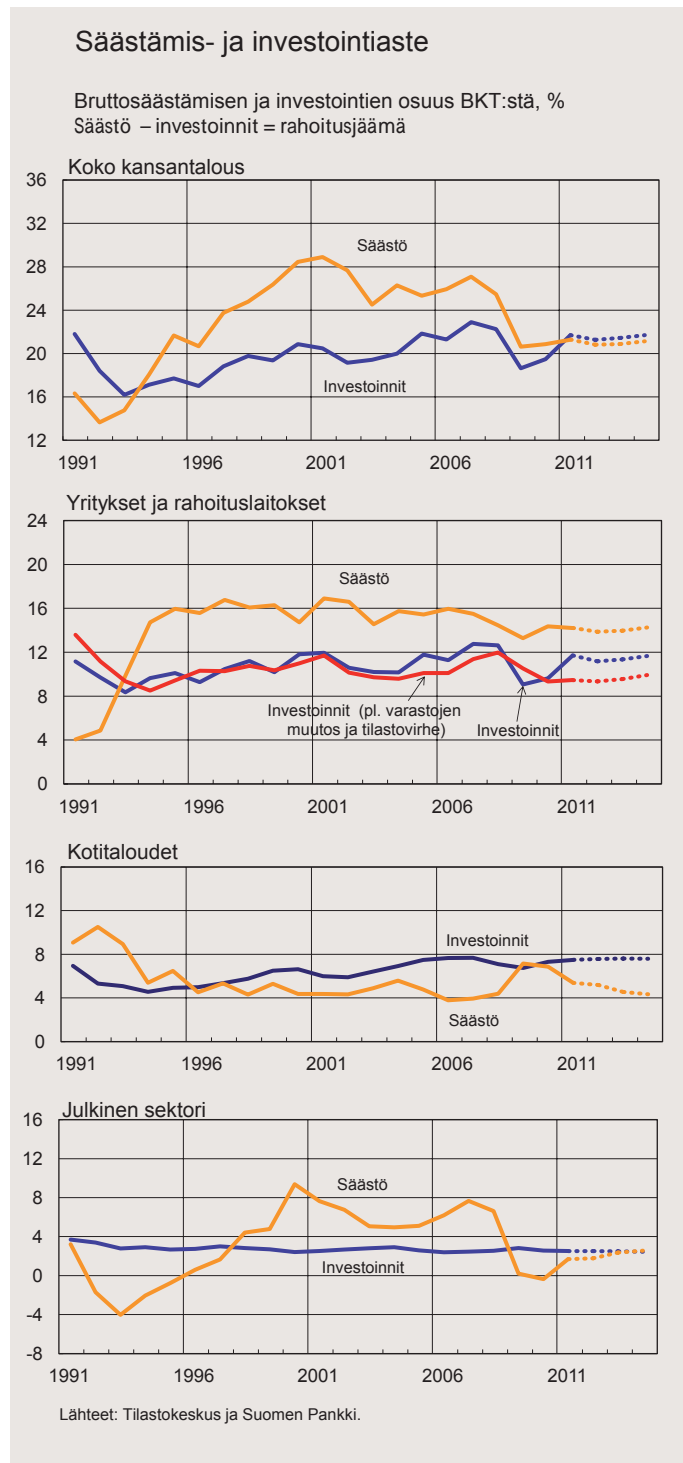 Säästämis- ja investointiaste
Bruttosäästämisen ja investointien osuus BKT:stä, %
Säästö – investoinnit = rahoitusjäämä
Koko kansantalous
36
32
28
24
20
16
12
Säästö
Investoinnit
1991 1996 2001 2006 2011
Yritykset ja rahoituslaitokset
24
20
16
12
8
4
0
Säästö
Investoinnit (pl. varastojen
muutos ja tilastovirhe)
Investoinnit
1991 1996 2001 2006 2011
Kotitaloudet
16
12
8
4
0
Investoinnit
Säästö
1991 1996 2001 2006 2011
Julkinen sektori
16
12
8
4
0
-4
-8
Säästö
Investoinnit
1991 1996 2001 2006 2011
Lähteet: Tilastokeskus ja Suomen Pankki.